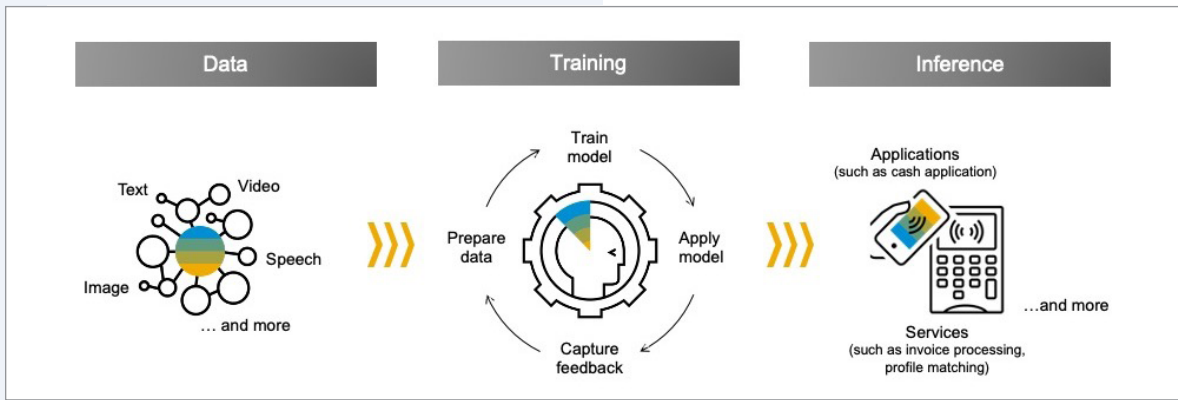 Data
Training
Inference
Text
Video
Speech
Image
… and more
Train
model
Prepare
data
Apply
model
Capture
feedback
Applications
(such as cash application)
…and more
Services
(such as invoice processing,
profile matching)